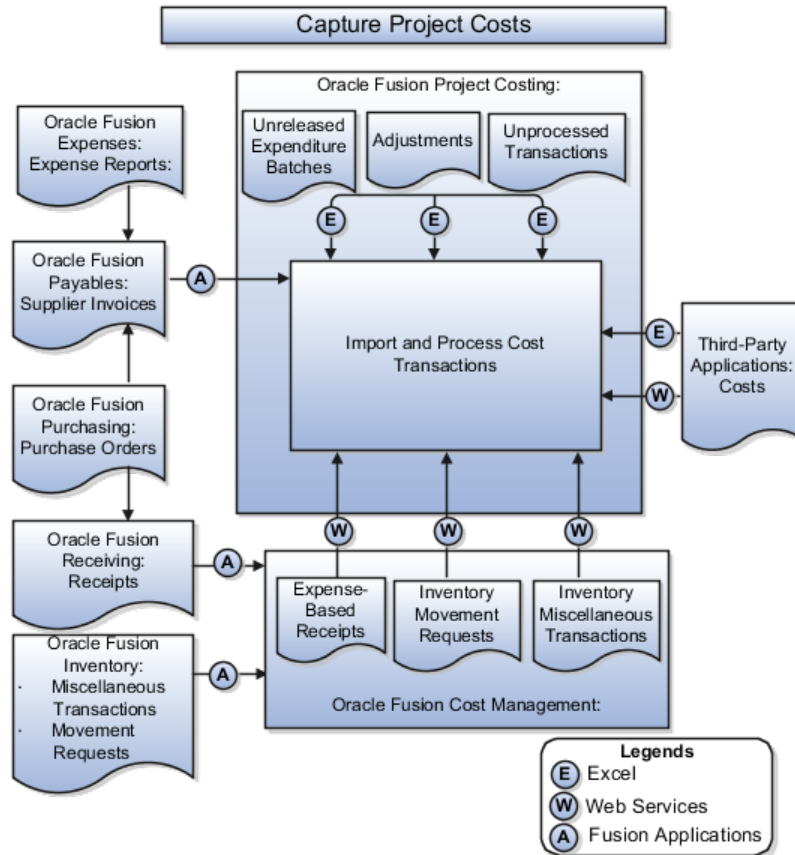 Capture Project Costs
Oracle Fusion Project Costing:
Unreleased
Expenditure
Batches
Adjustments
Unprocessed
Transactions
E
E
E
Oracle Fusion
Expenses:
Expense Reports:
Oracle Fusion
Payables:
Supplier Invoices
A
Import and Process Cost
Transactions
E
W
Third-Party
Applications:
Costs
Oracle Fusion
Purchasing:
Purchase Orders
Oracle Fusion
Receiving:
Receipts
A
W
W
W
Expense-
Based
Receipts
Inventory
Movement
Requests
Inventory
Miscellaneous
Transactions
Oracle Fusion Cost Management:
Oracle Fusion
Inventory:
· Miscellaneous
Transactions
· Movement
Requests
A
Legends
E Excel
W Web Services
A Fusion Applications